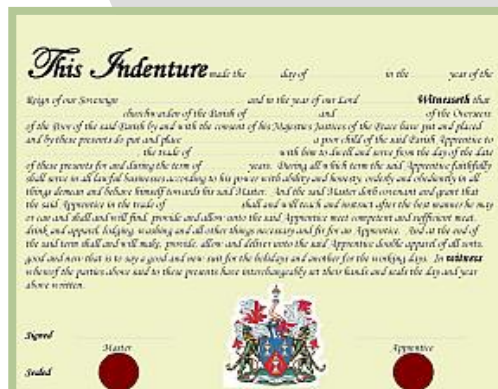 This Indenture made the day of in the year of the
Reign of our Sovereign and in the year of our Lord Witnesseth that
churchwarden of the Parish of and of the Overseers
of the Poor of the said Parish by and with the consent of his Majestys Justices of the Peace have put and placed
and by these presents do put and place a poor child of the said Parish Apprentice to
the trade of with him to dwell and serve from the day of the date
of these presents for and during the term of years. During all which term the said Apprentice faithfully
shall serve in all lawful businesses according to his power with ability and honesty, orderly and obediently in all
things demean and behave himself towards his said Master. And the said Master doth covenant and grant that
the said Apprentice in the trade of shall and will teach and instruct after the best manner he may
or can and shall and will find, provide and allow unto the said Apprentice meet competent and sufficient meat,
drink and apparel, lodging, washing and all other things necessary and fit for an Apprentice. And at the end of
the said term shall and will make, provide, allow and deliver unto the said Apprentice double apparel of all sorts,
good and new that is to say a good and new suit for the holidays and another for the working days. In witness
whereof the parties above said to these presents have interchangeably set their hands and seals the day and year
above written.
Signed
Master Apprentice
Sealed